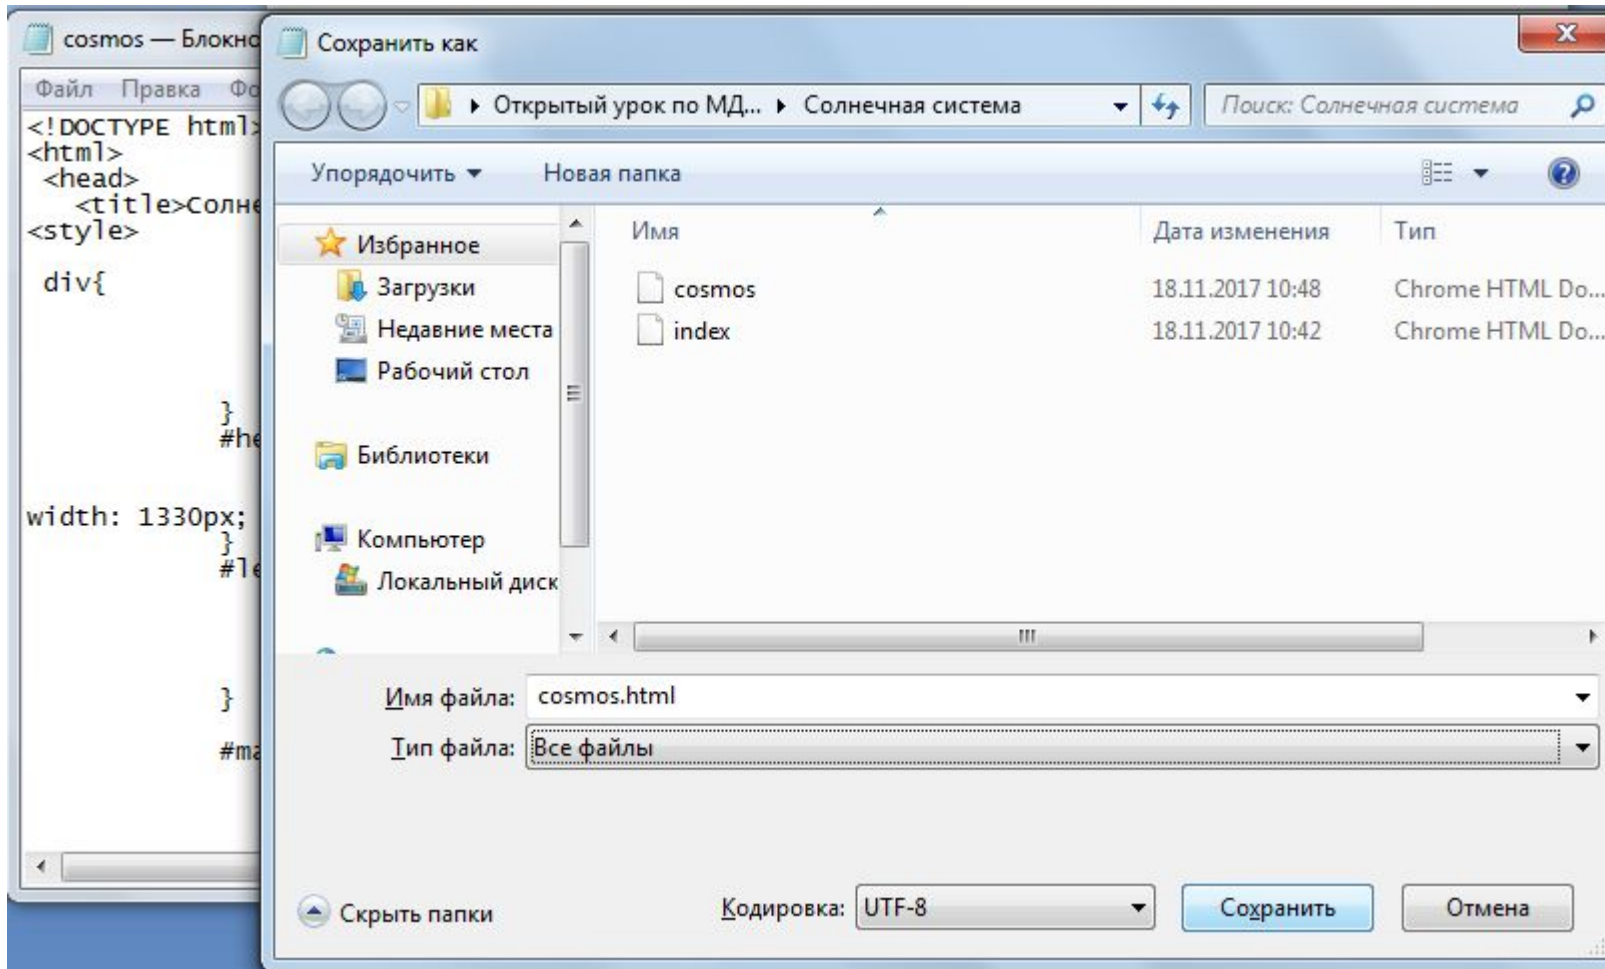 cosmos — Блокно
Файл Правка Фо
<!DOCTYPE html>
<html>
<head>
<title>Солне
<style>
div{
}
#he
width: 1330px;
}
#le
}
#ma
Сохранить как
Открытый урок по МД... Солнечная система
Поиск: Солнечная система
Упорядочить Новая папка
Избранное
Загрузки
Недавние места
Рабочий стол
Библиотеки
Компьютер
Локальный диск
Имя Дата изменения Тип
cosmos 18.11.2017 10:48 Chrome HTML Do...
index 18.11.2017 10:42 Chrome HTML Do...
Имя файла: cosmos.html
Тип файла: Все файлы
Скрыть папки Кодировка: UTF-8 Сохранить Отмена